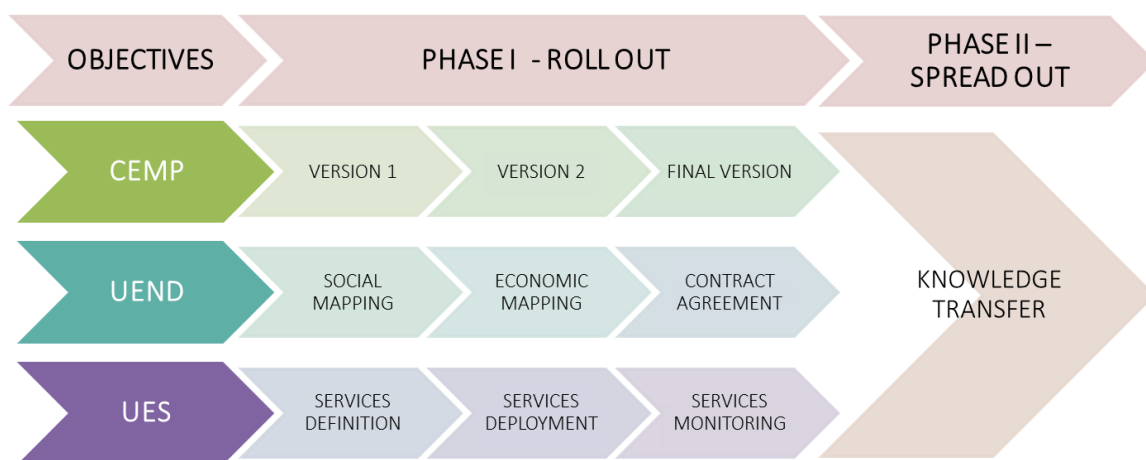 OBJECTIVES
PHASE I - ROLL OUT
PHASE II –
SPREAD OUT
CEMP
VERSION 1
VERSION 2
FINAL VERSION
UEND
SOCIAL
MAPPING
ECONOMIC
MAPPING
CONTRACT
AGREEMENT
KNOWLEDGE
TRANSFER
UES
SERVICES
DEFINITION
SERVICES
DEPLOYMENT
SERVICES
MONITORING